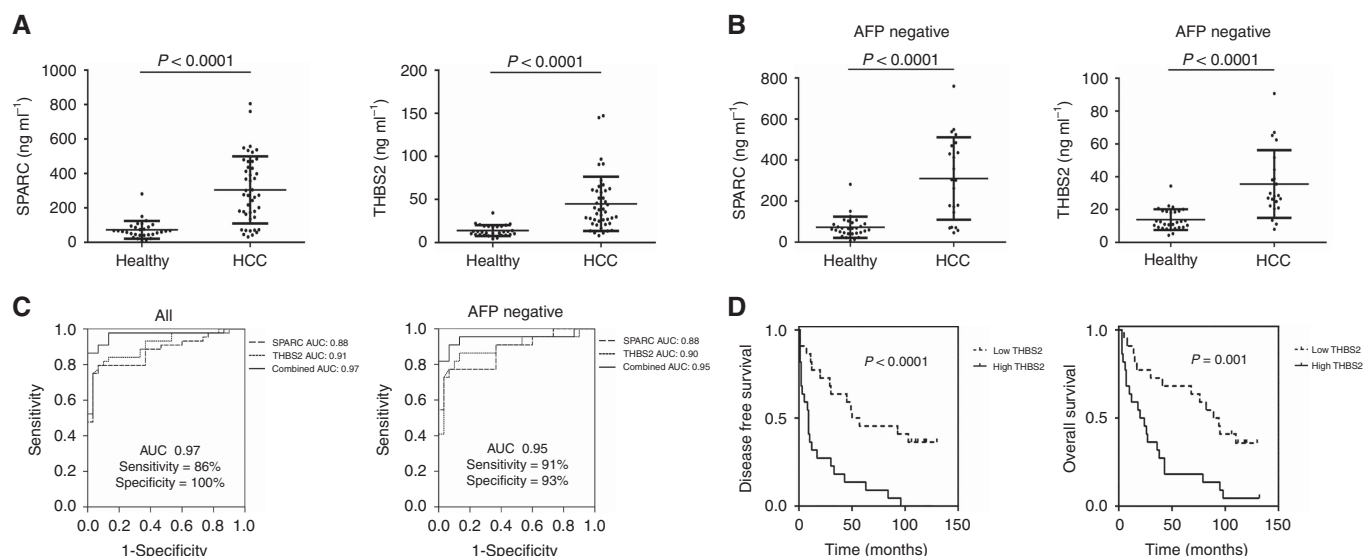 A
P < 0.0001
1000
800
600
400
200
0
SPARC (ng ml⁻¹)
Healthy
HCC
P < 0.0001
200
150
100
50
0
THBS2 (ng ml⁻¹)
Healthy
HCC
B
AFP negative
P < 0.0001
800
600
400
200
0
SPARC (ng ml⁻¹)
Healthy
HCC
AFP negative
P < 0.0001
100
80
60
40
20
0
THBS2 (ng ml⁻¹)
Healthy
HCC
C
All
1.0
0.8
0.6
0.4
0.2
0.0
Sensitivity
SPARC AUC: 0.88
THBS2 AUC: 0.91
Combined AUC: 0.97
AUC 0.97
Sensitivity = 86%
Specificity = 100%
0.0 0.2 0.4 0.6 0.8 1.0
1-Specificity
AFP negative
1.0
0.8
0.6
0.4
0.2
0.0
Sensitivity
SPARC AUC: 0.88
THBS2 AUC: 0.90
Combined AUC: 0.95
AUC 0.95
Sensitivity = 91%
Specificity = 93%
0.0 0.2 0.4 0.6 0.8 1.0
1-Specificity
D
1.0
0.5
0.0
Disease free survival
P < 0.0001
Low THBS2
High THBS2
0 50 100 150
Time (months)
1.0
0.5
0.0
Overall survival
P = 0.001
Low THBS2
High THBS2
0 50 100 150
Time (months)